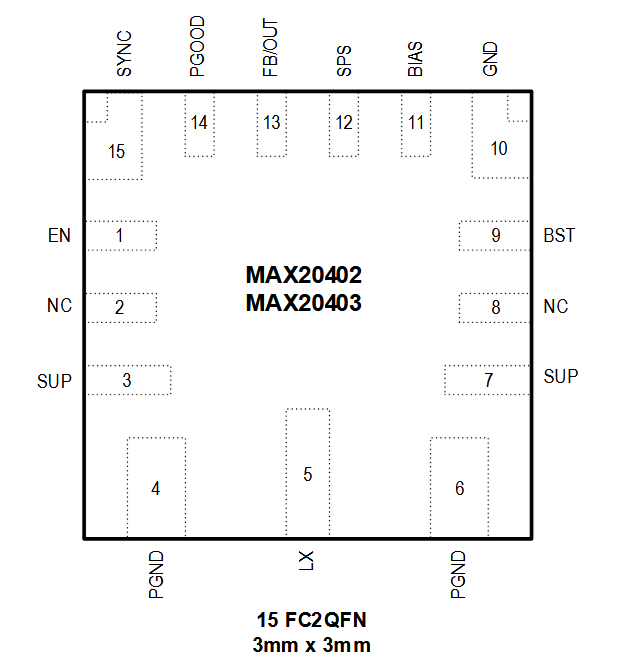 SYNC
PGOOD
FB/OUT
SPS
BIAS
GND
15
14
13
12
11
10
EN
1
9
BST
MAX20402
MAX20403
NC
2
8
NC
SUP
3
7
SUP
4
5
6
PGND
LX
PGND
15 FC2QFN
3mm x 3mm